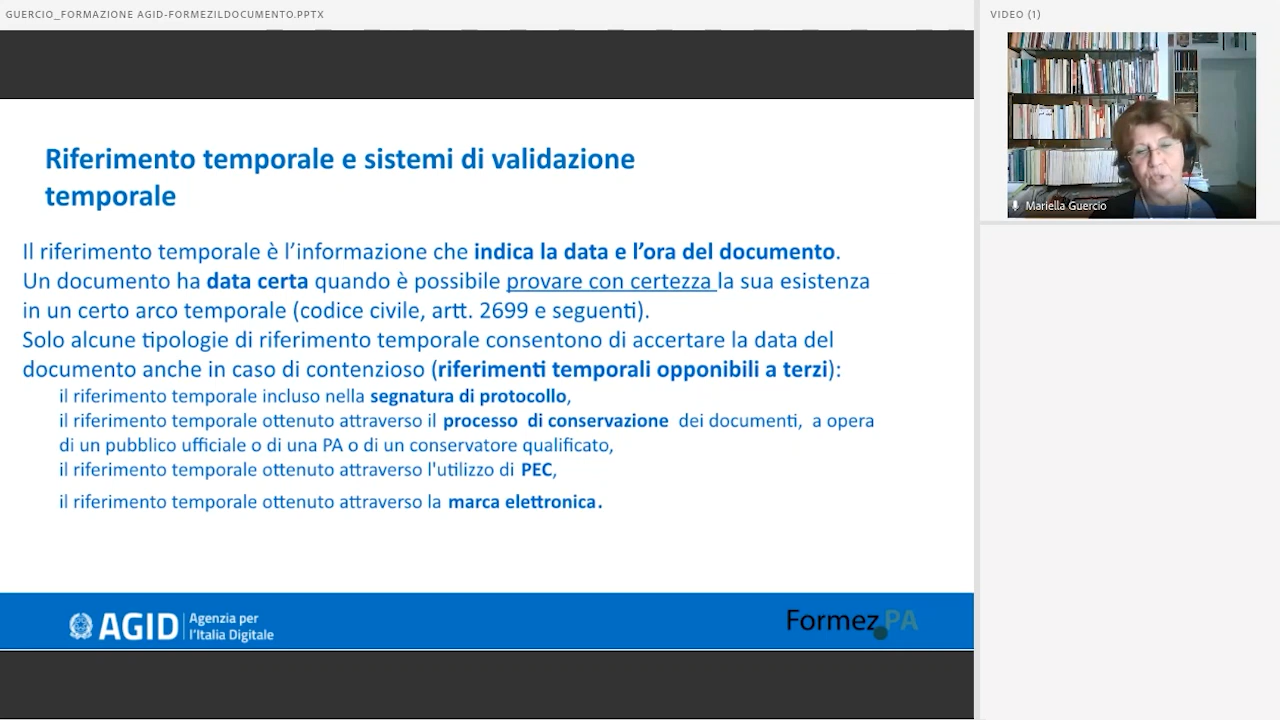 GUERCIO_FORMAZIONE AGID-FORMEZILDOCUMENTO.PPTX
VIDEO (1)
Mariella Guercio
Riferimento temporale e sistemi di validazione
temporale
Il riferimento temporale è l’informazione che indica la data e l’ora del documento.
Un documento ha data certa quando è possibile provare con certezza la sua esistenza
in un certo arco temporale (codice civile, artt. 2699 e seguenti).
Solo alcune tipologie di riferimento temporale consentono di accertare la data del
documento anche in caso di contenzioso (riferimenti temporali opponibili a terzi):
il riferimento temporale incluso nella segnatura di protocollo,
il riferimento temporale ottenuto attraverso il processo di conservazione dei documenti, a opera
di un pubblico ufficiale o di una PA o di un conservatore qualificato,
il riferimento temporale ottenuto attraverso l'utilizzo di PEC,
il riferimento temporale ottenuto attraverso la marca elettronica.
AGID
Agenzia per
l’Italia Digitale
Formez PA